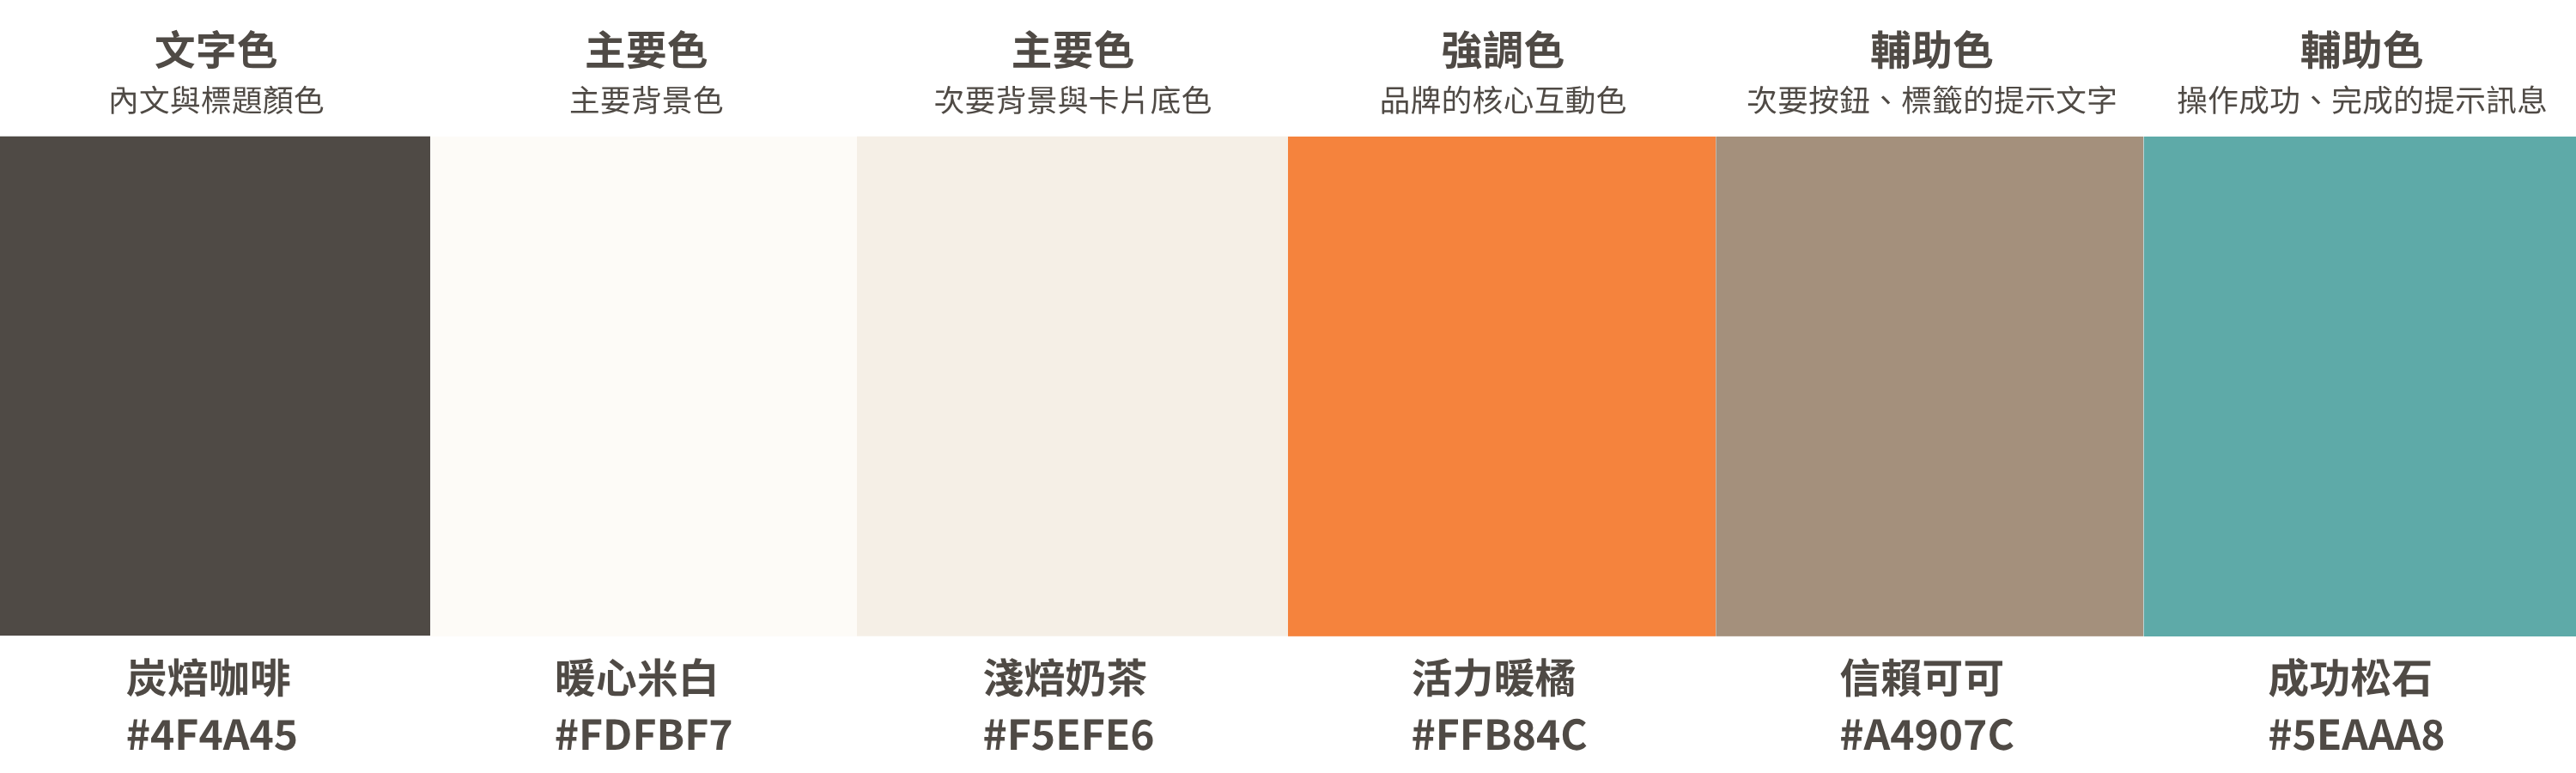 文字色
內文與標題顏色
主要色
主要背景色
主要色
次要背景與卡片底色
強調色
品牌的核心互動色
輔助色
次要按鈕、標籤的提示文字
輔助色
操作成功、完成的提示訊息
炭焙咖啡
#4F4A45
暖心米白
#FDFBF7
淺焙奶茶
#F5EFE6
活力暖橘
#FFB84C
信賴可可
#A4907C
成功松石
#5EAAA8